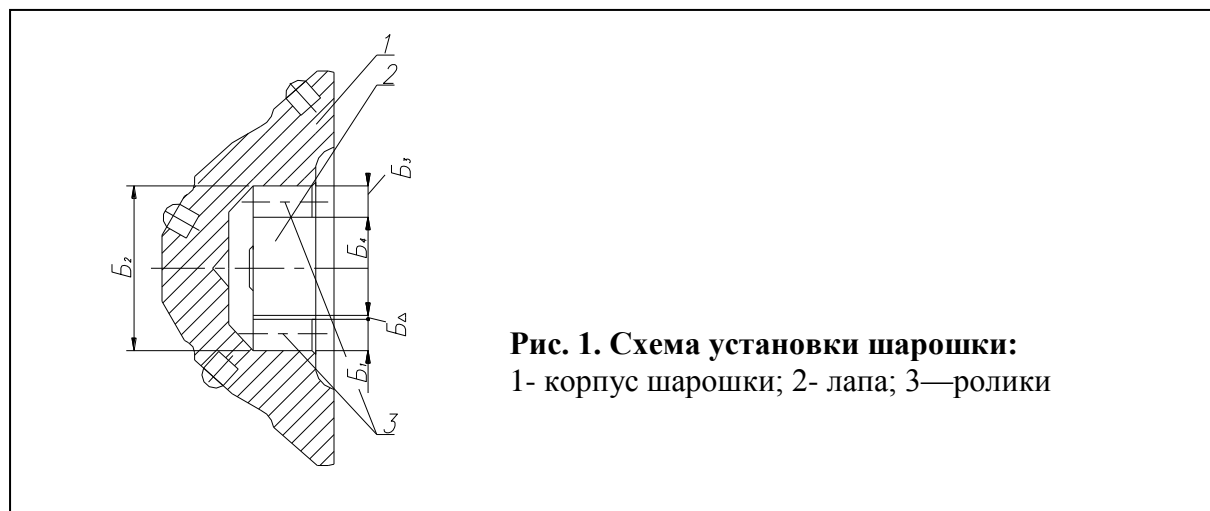 1
2
Б₃
Б₂
Б₄
Б△
Б₁
3
Рис. 1. Схема установки шарошки:
1- корпус шарошки; 2- лапа; 3—ролики